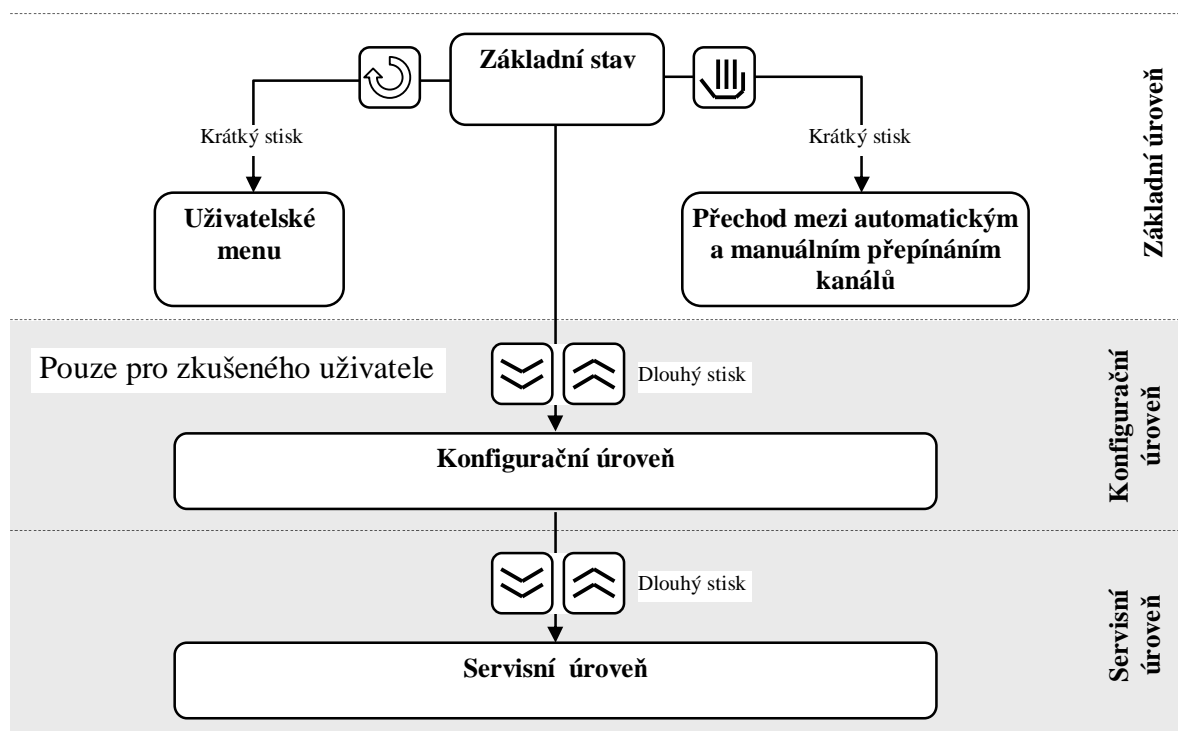 Základní stav
Krátký stisk
Krátký stisk
Uživatelské
menu
Přechod mezi automatickým
a manuálním přepínáním
kanálů
Základní úroveň
Pouze pro zkušeného uživatele
Dlouhý stisk
Konfigurační úroveň
Konfigurační
úroveň
Dlouhý stisk
Servisní úroveň
Servisní
úroveň